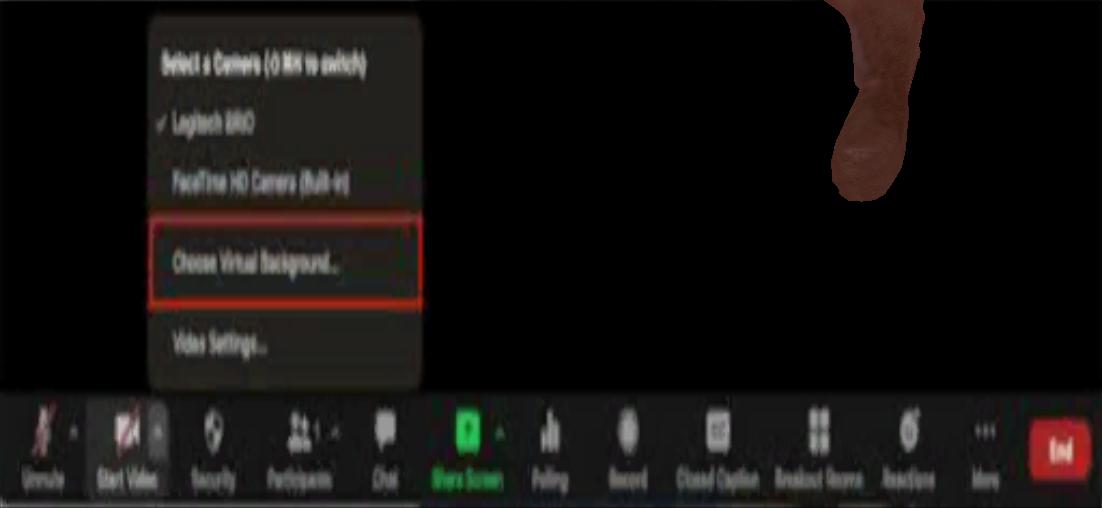 Select a Camera (⇧⌘N to switch)
✓ Logitech BRIO
FaceTime HD Camera (Built-in)
Choose Virtual Background...
Video Settings...
Unmute Start Video Security Participants 1 Chat Share Screen Polling Record Closed Caption Breakout Rooms Reactions More End
CC